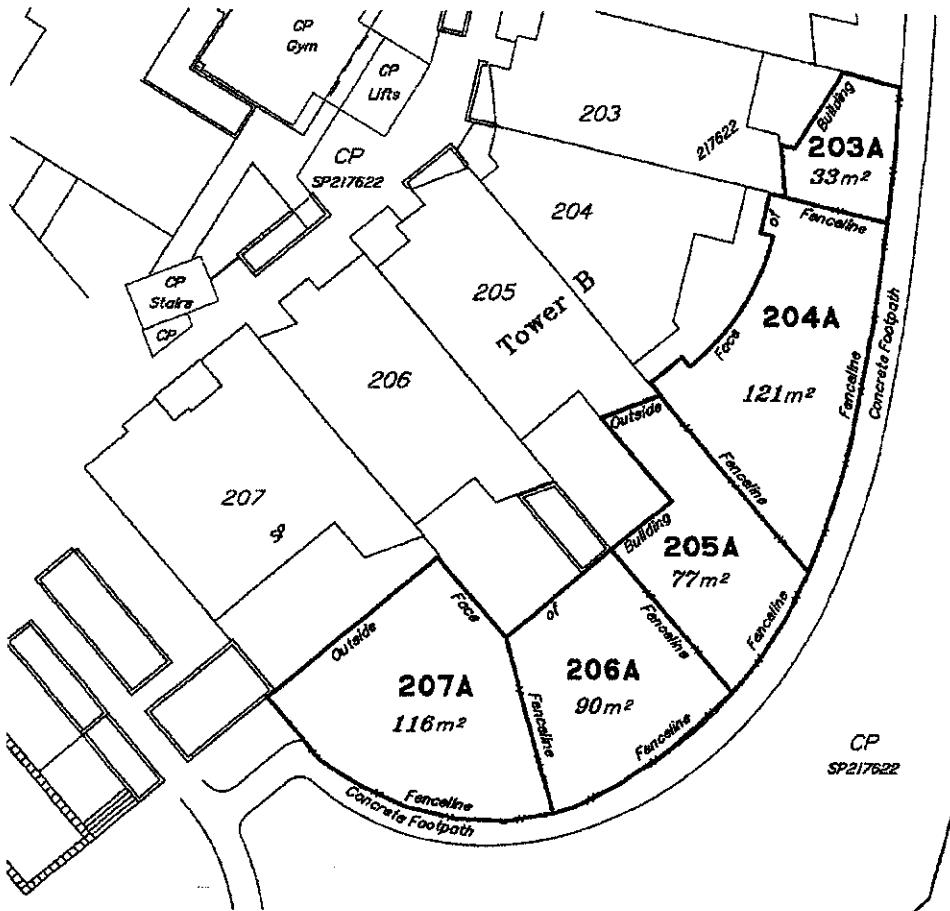 CP
Gym
CP
Lifts
203
217622
Building
203A
33m²
CP
SP217622
204
of
Fenceline
CP
Stairs
CP
205
Tower B
204A
Face
121m²
Fenceline
Concrete Footpath
206
Outside
Fenceline
207
SP
Building
205A
77m²
Face
of
Fenceline
Fenceline
Outside
207A
116m²
Fenceline
206A
90m²
Fenceline
CP
SP217622
Fenceline
Concrete Footpath